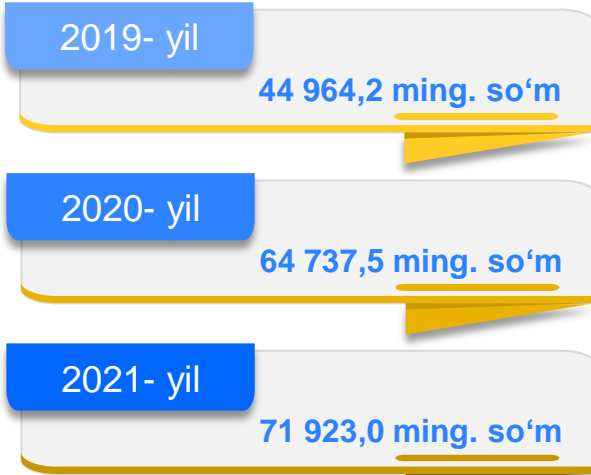 2019- yil
44 964,2 ming. so‘m
2020- yil
64 737,5 ming. so‘m
2021- yil
71 923,0 ming. so‘m